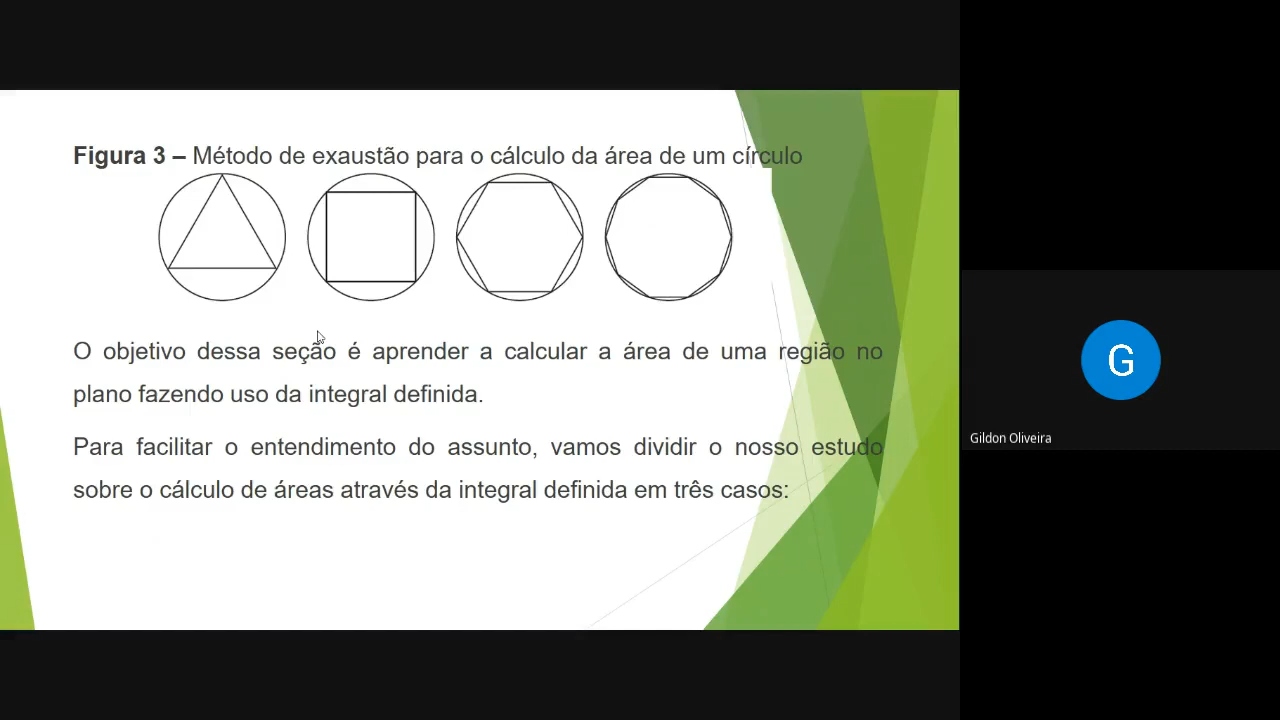 Figura 3 – Método de exaustão para o cálculo da área de um círculo
O objetivo dessa seção é aprender a calcular a área de uma região no
plano fazendo uso da integral definida.
Para facilitar o entendimento do assunto, vamos dividir o nosso estudo
sobre o cálculo de áreas através da integral definida em três casos:
G
Gildon Oliveira